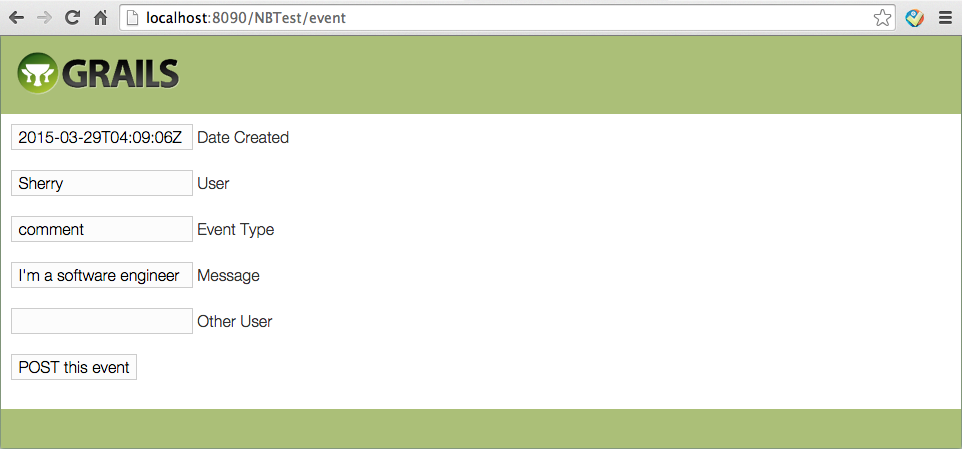 localhost:8090/NBTest/event
GRAILS
2015-03-29T04:09:06Z Date Created
Sherry User
comment Event Type
I'm a software engineer Message
Other User
POST this event